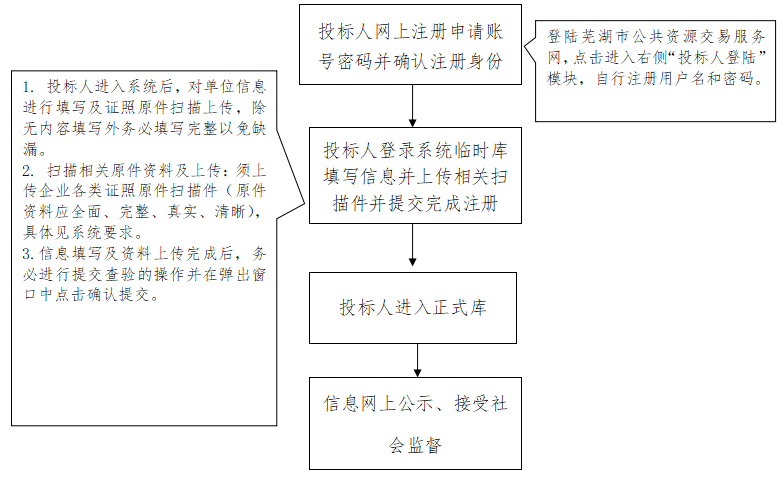 投标人网上注册申请账
号密码并确认注册身份
登陆芜湖市公共资源交易服务
网，点击进入右侧“投标人登陆”
模块，自行注册用户名和密码。
1. 投标人进入系统后，对单位信息
进行填写及证照原件扫描上传，除
无内容填写外务必填写完整以免缺
漏。
2. 扫描相关原件资料及上传：须上
传企业各类证照原件扫描件（原件
资料应全面、完整、真实、清晰），
具体见系统要求。
3.信息填写及资料上传完成后，务
必进行提交查验的操作并在弹出窗
口中点击确认提交。
投标人登录系统临时库
填写信息并上传相关扫
描件并提交完成注册
投标人进入正式库
信息网上公示、接受社
会监督